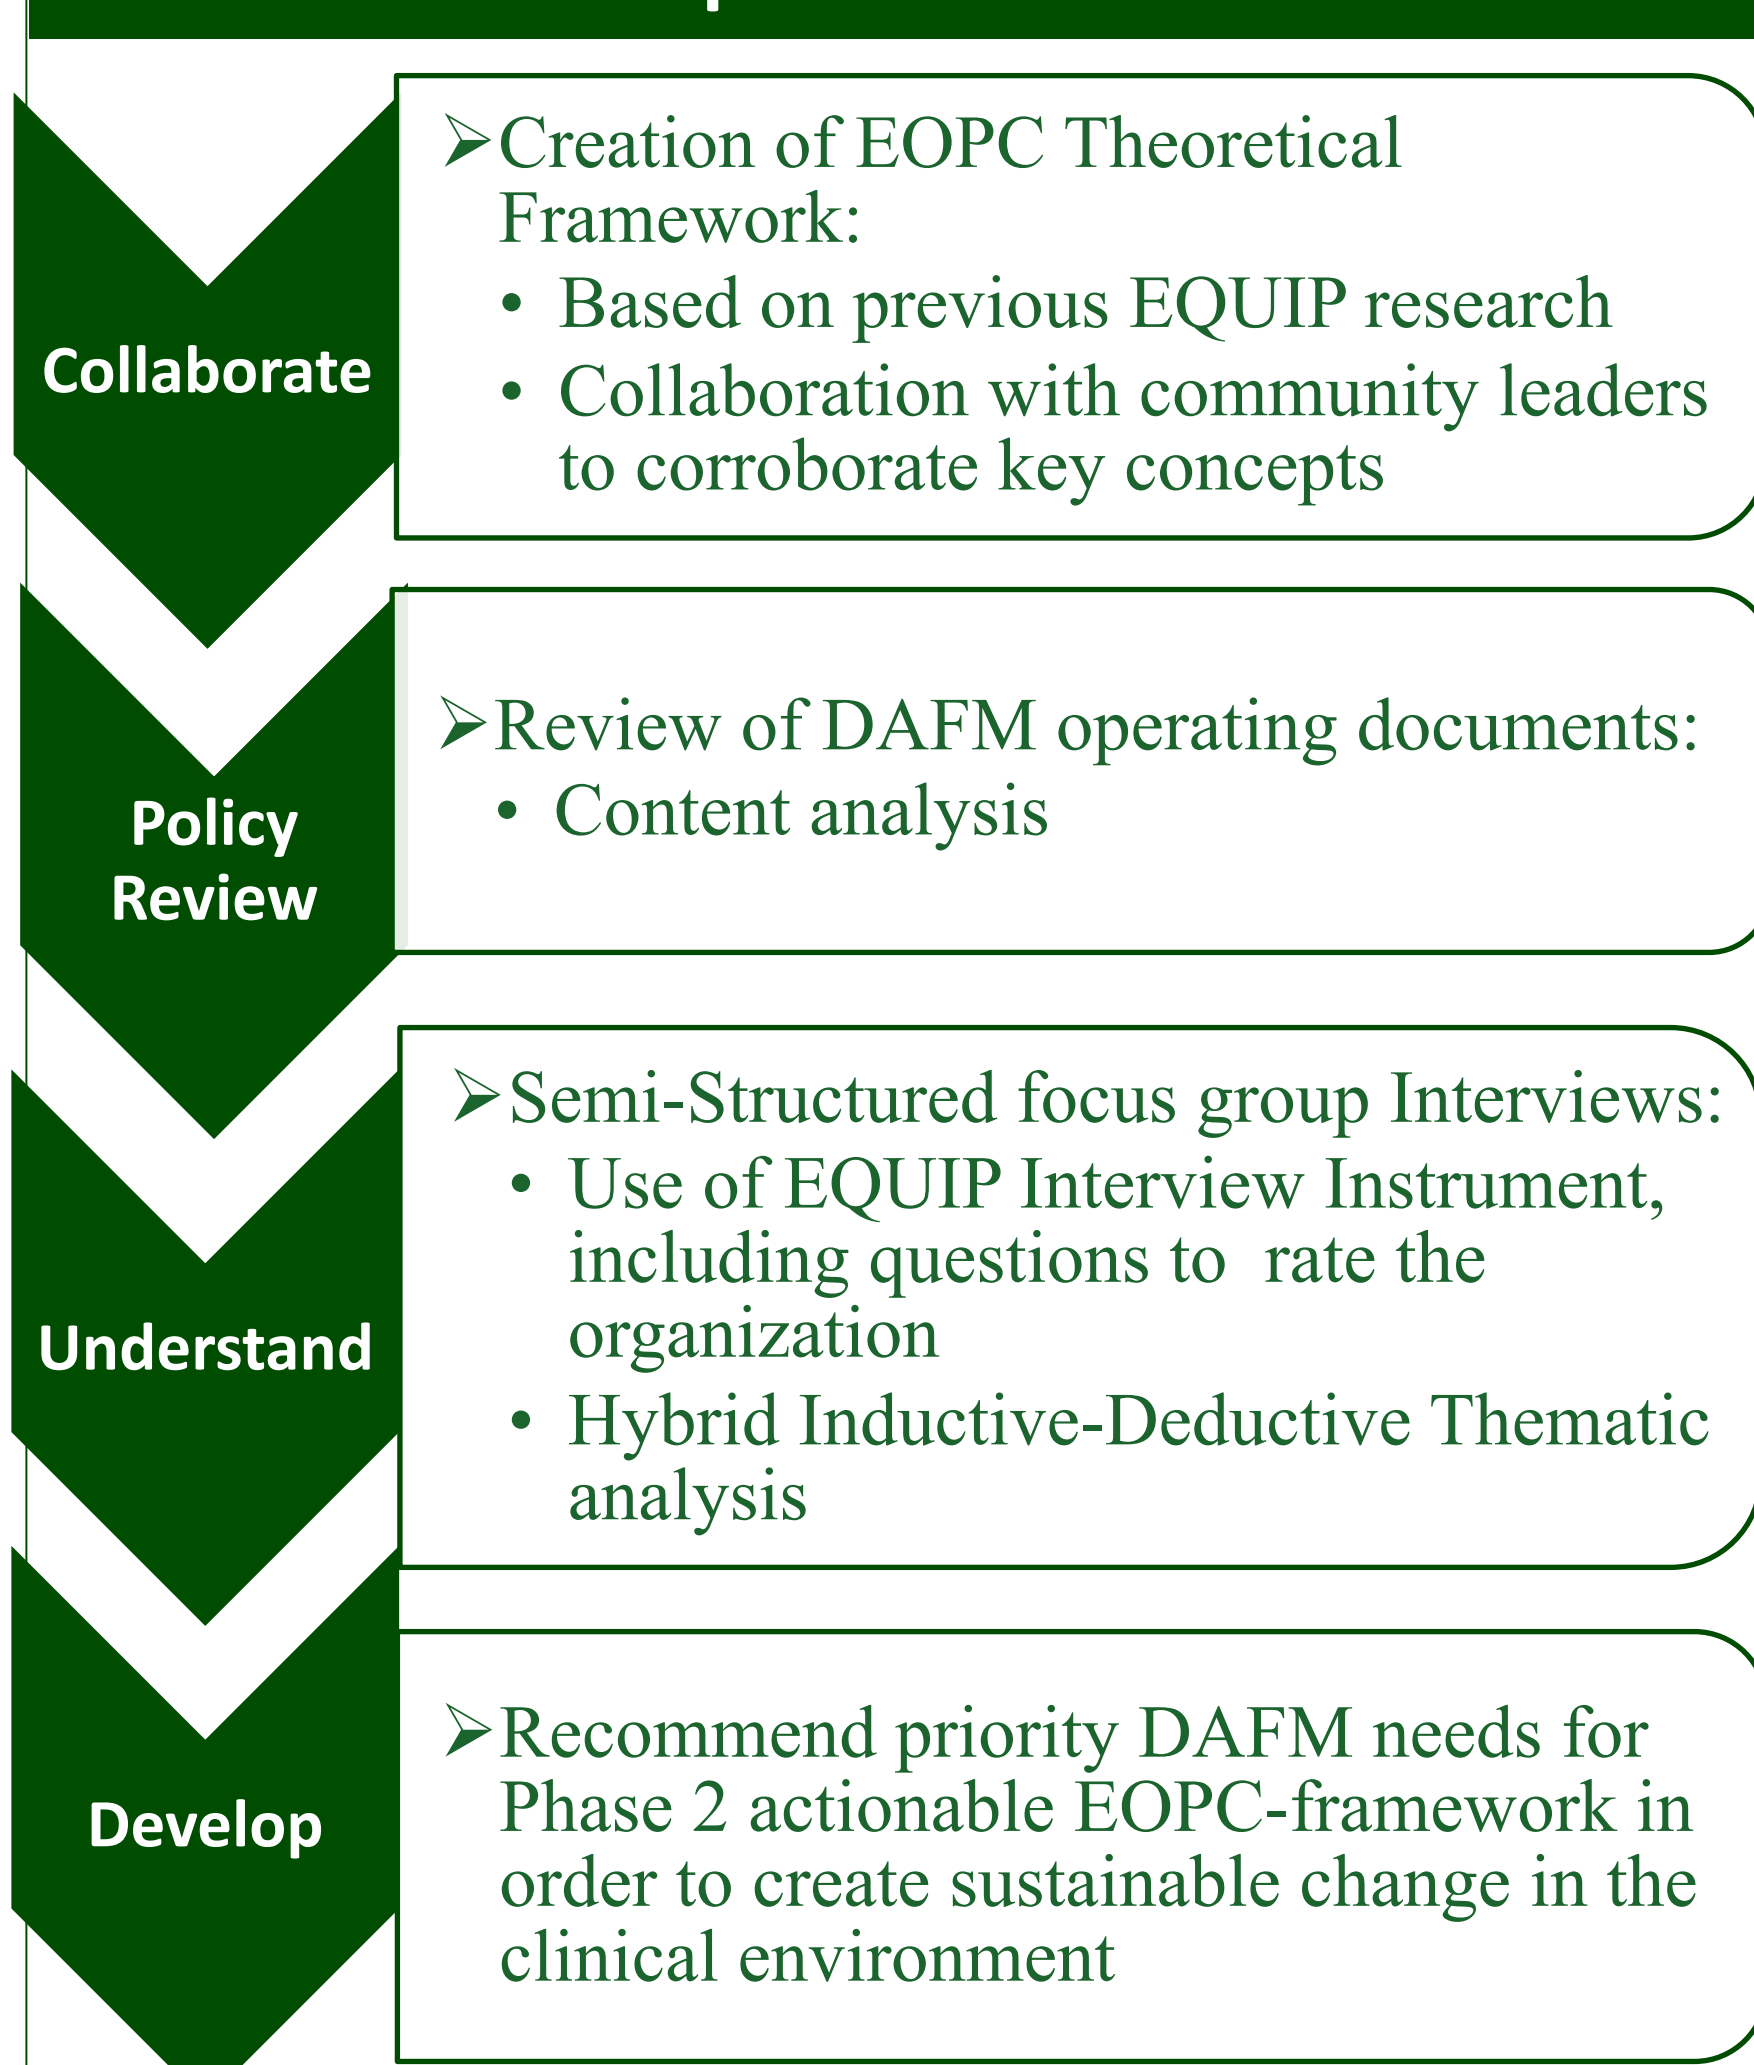 Collaborate
➢Creation of EOPC Theoretical
Framework:
• Based on previous EQUIP research
• Collaboration with community leaders
to corroborate key concepts
Policy
Review
➢Review of DAFM operating documents:
• Content analysis
Understand
➢Semi-Structured focus group Interviews:
• Use of EQUIP Interview Instrument,
including questions to  rate the
organization
• Hybrid Inductive-Deductive Thematic
analysis
Develop
➢Recommend priority DAFM needs for
Phase 2 actionable EOPC-framework in
order to create sustainable change in the
clinical environment